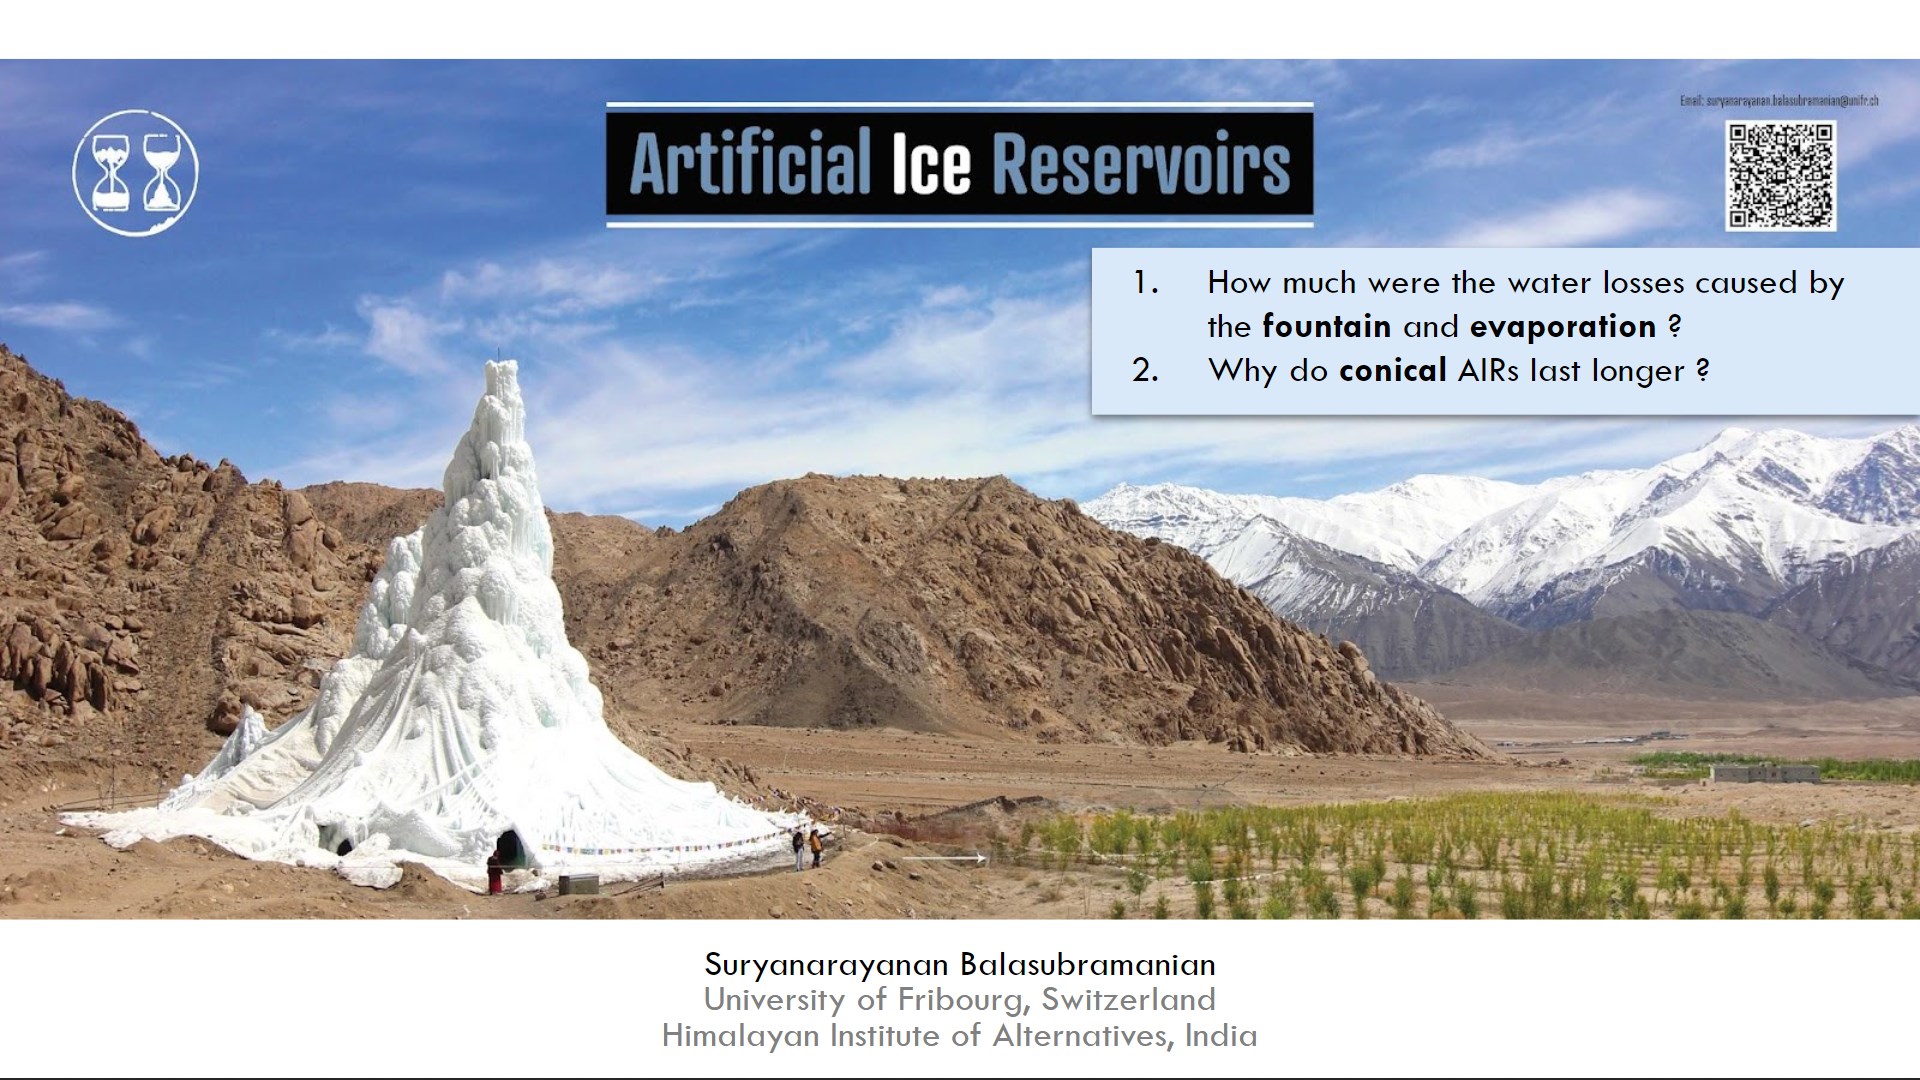 Email: suryanarayanan.balasubramanian@unifr.ch
Artificial Ice Reservoirs
1. How much were the water losses caused by
the fountain and evaporation ?
2. Why do conical AIRs last longer ?
Suryanarayanan Balasubramanian
University of Fribourg, Switzerland
Himalayan Institute of Alternatives, India